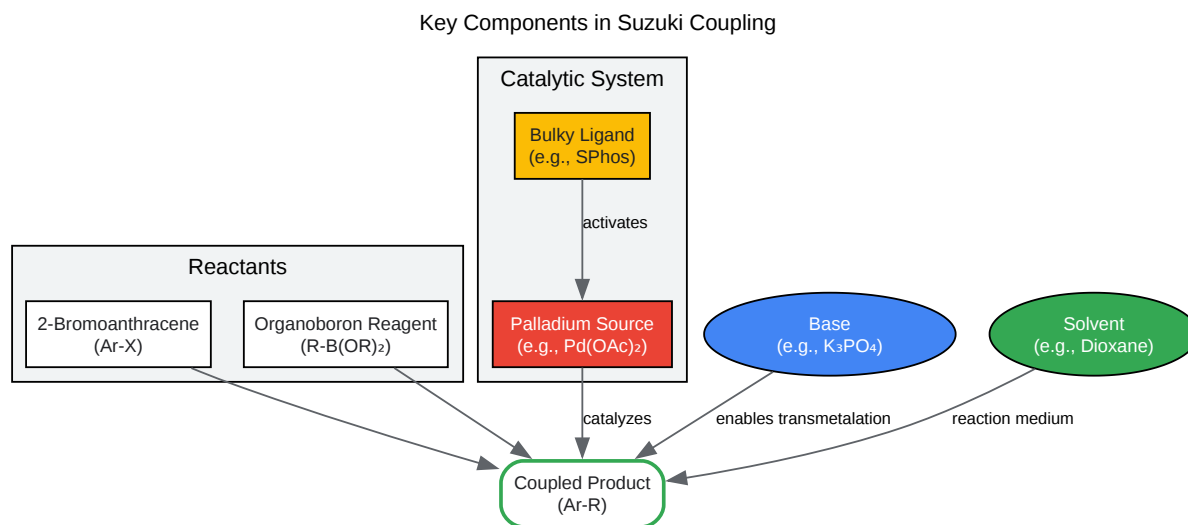 Key Components in Suzuki Coupling
Catalytic System
Bulky Ligand
(e.g., SPhos)
activates
Reactants
2-Bromoanthracene
(Ar-X)
Organoboron Reagent
(R-B(OR)₂)
Palladium Source
(e.g., Pd(OAc)₂)
Base
(e.g., K₃PO₄)
Solvent
(e.g., Dioxane)
catalyzes
enables transmetalation
reaction medium
Coupled Product
(Ar-R)